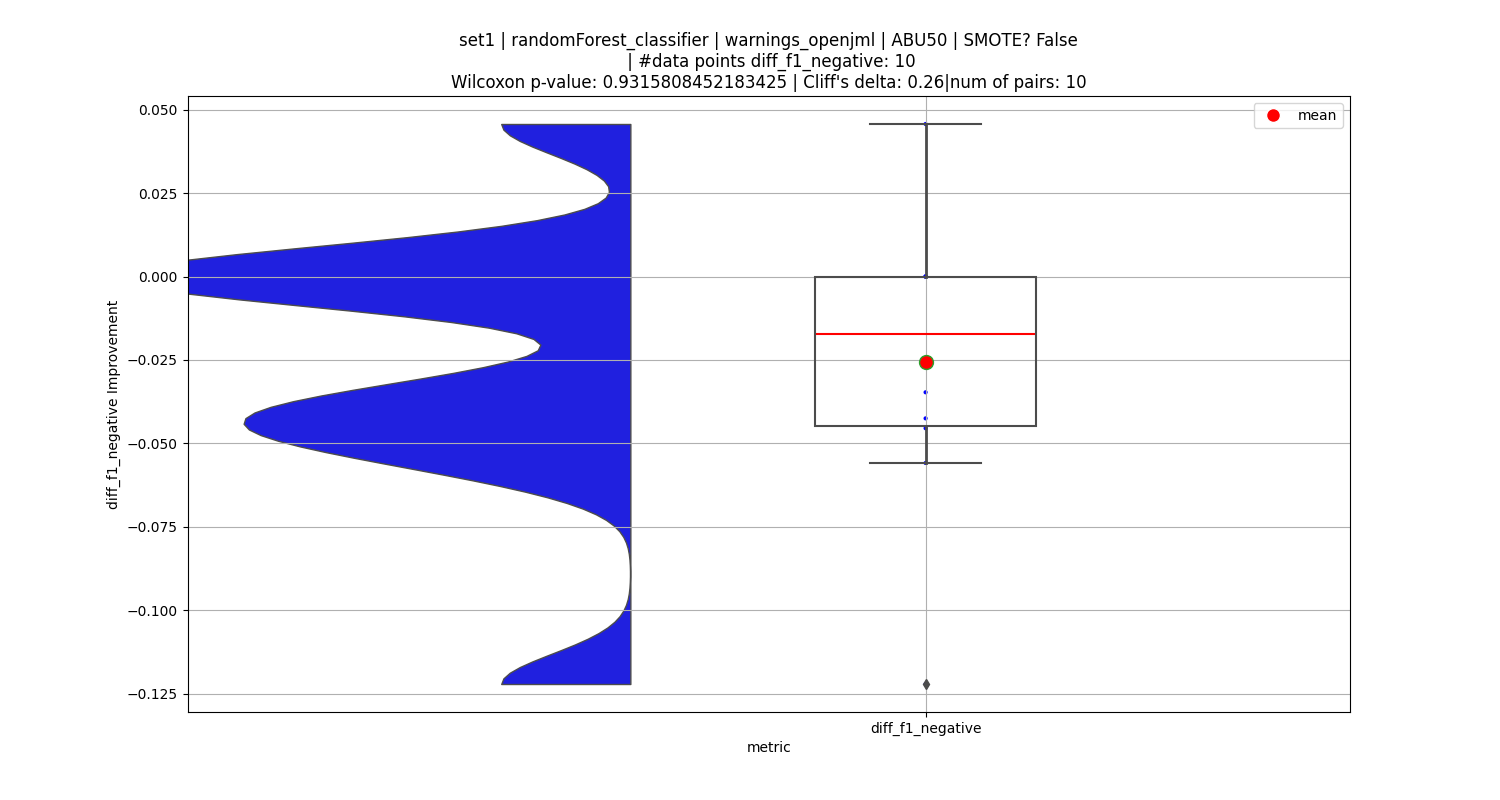 set1 | randomForest_classifier | warnings_openjml | ABU50 | SMOTE? False
| #data points diff_f1_negative: 10
Wilcoxon p-value: 0.9315808452183425 | Cliff's delta: 0.26|num of pairs: 10
mean
0.050
0.025
0.000
−0.025
−0.050
−0.075
−0.100
−0.125
diff_f1_negative Improvement
diff_f1_negative
metric